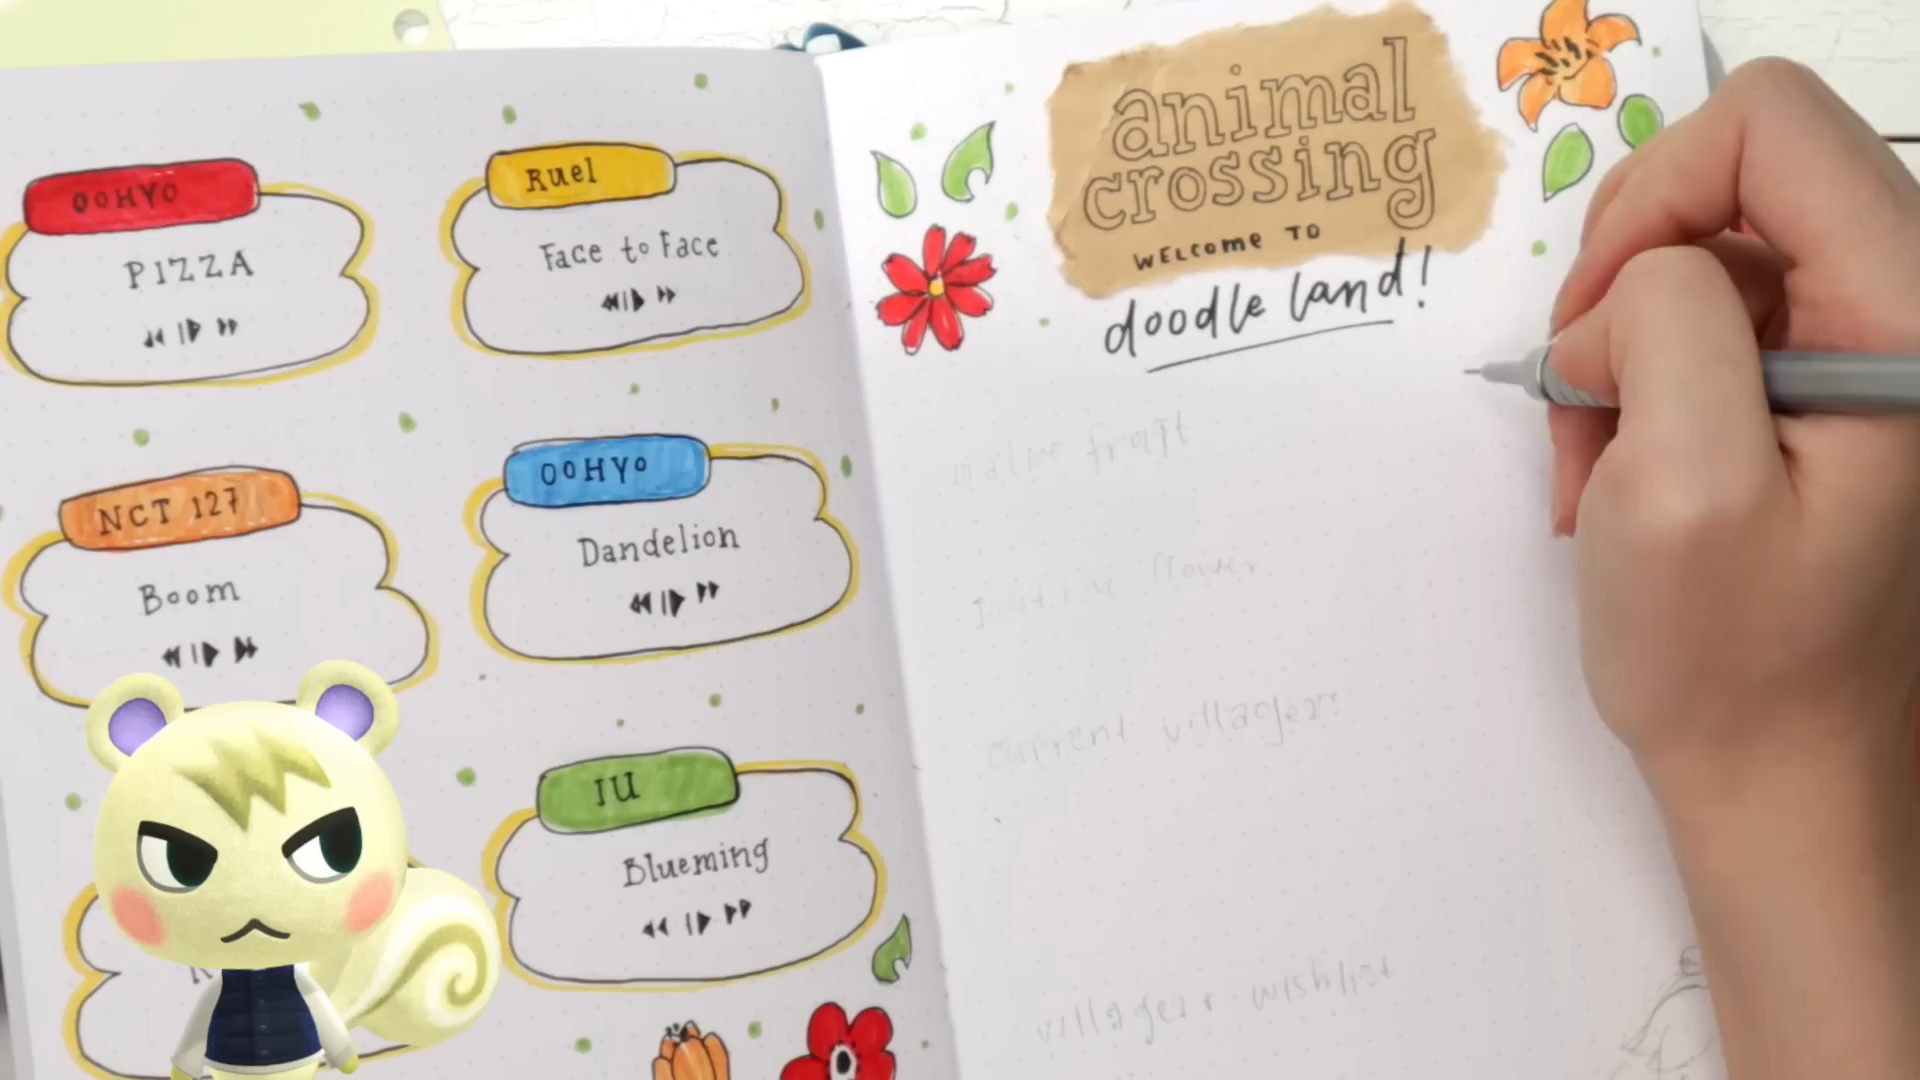 OOHYO
PIZZA
Ruel
Face to Face
NCT 127
Boom
OOHYO
Dandelion
IU
Blueming
animal
crossing
WELCOME TO
doodle land!
native fruit
native flower
current villagers
villager wishlist